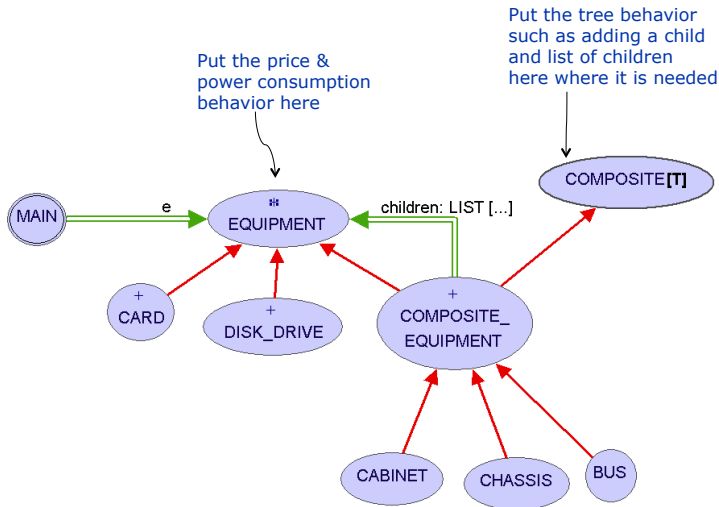 Put the tree behavior
such as adding a child
and list of children
here where it is needed
Put the price &
power consumption
behavior here
COMPOSITE[T]
MAIN
e
*
EQUIPMENT
children: LIST [...]
+
CARD
+
DISK_DRIVE
+
COMPOSITE_
EQUIPMENT
CABINET
CHASSIS
BUS